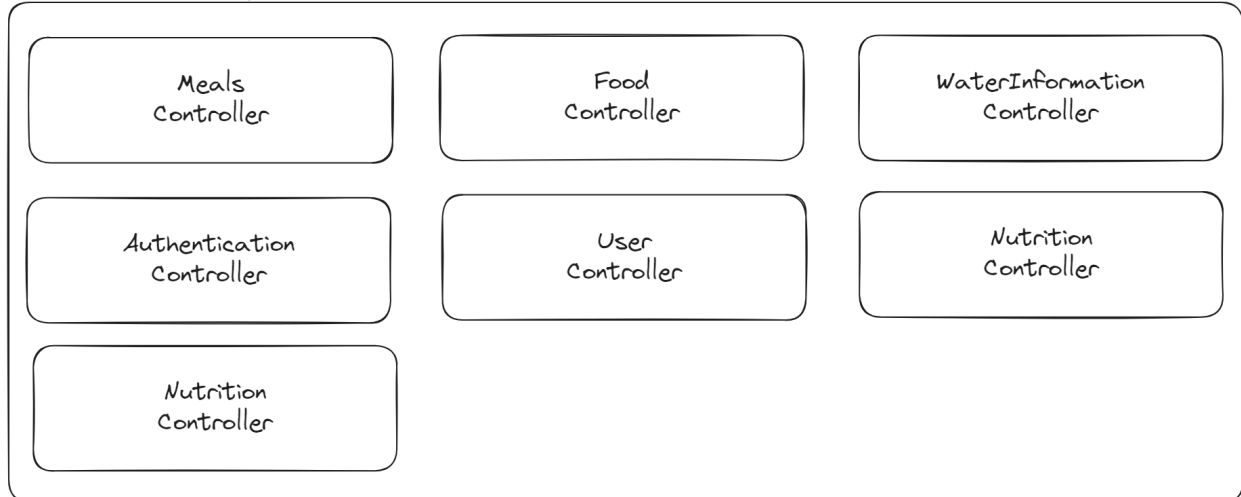 Meals
Controller
Food
Controller
WaterInformation
Controller
Authentication
Controller
User
Controller
Nutrition
Controller
Nutrition
Controller